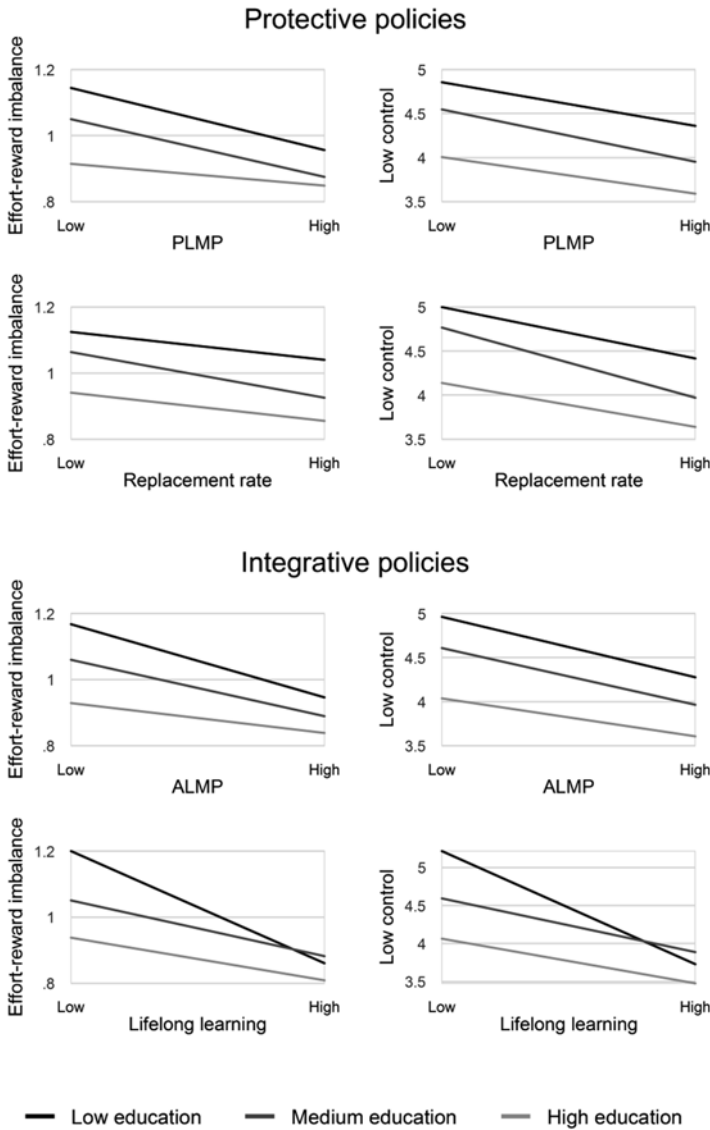 Protective policies
Effort-reward imbalance
1.2
1
.8
Low
High
PLMP
Low control
5
4.5
4
3.5
Low
High
PLMP
Effort-reward imbalance
1.2
1
.8
Low
High
Replacement rate
Low control
5
4.5
4
3.5
Low
High
Replacement rate
Integrative policies
Effort-reward imbalance
1.2
1
.8
Low
High
ALMP
Low control
5
4.5
4
3.5
Low
High
ALMP
Effort-reward imbalance
1.2
1
.8
Low
High
Lifelong learning
Low control
5
4.5
4
3.5
Low
High
Lifelong learning
Low education
Medium education
High education